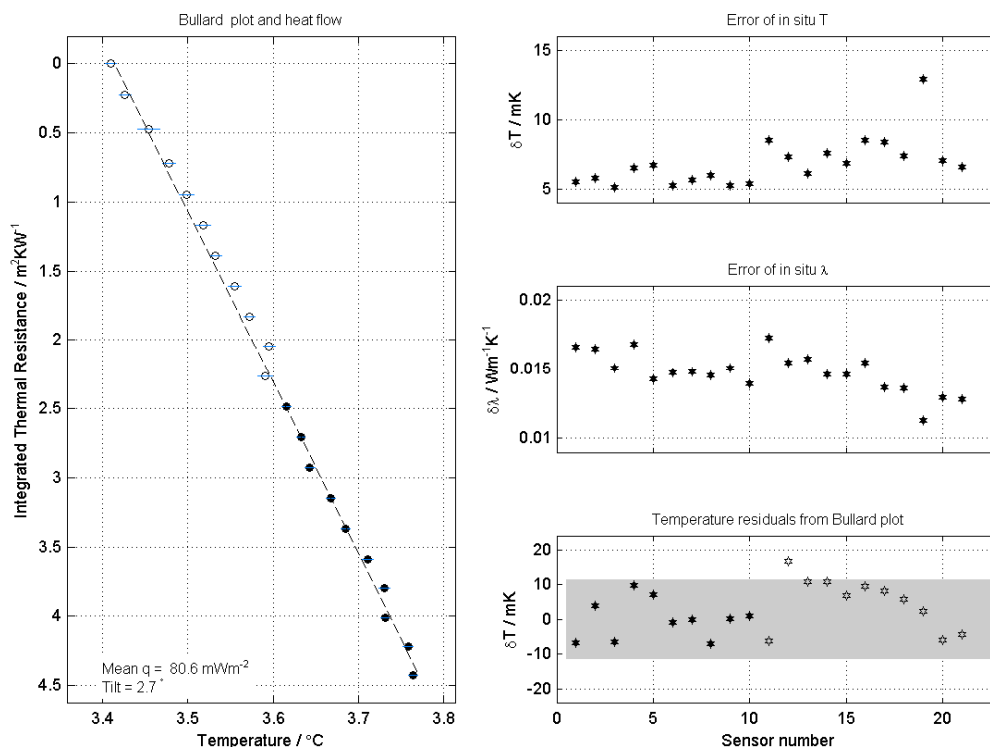 Bullard plot and heat flow
0
0.5
1
1.5
2
2.5
3
3.5
4
4.5
Integrated Thermal Resistance / m²KW⁻¹
Mean q = 80.6 mWm⁻²
Tilt = 2.7°
3.4 3.5 3.6 3.7 3.8
Temperature / °C
Error of in situ T
15
10
5
δT / mK
Error of in situ λ
0.02
0.015
0.01
δλ / Wm⁻¹K⁻¹
Temperature residuals from Bullard plot
20
10
0
-10
-20
δT / mK
0 5 10 15 20
Sensor number